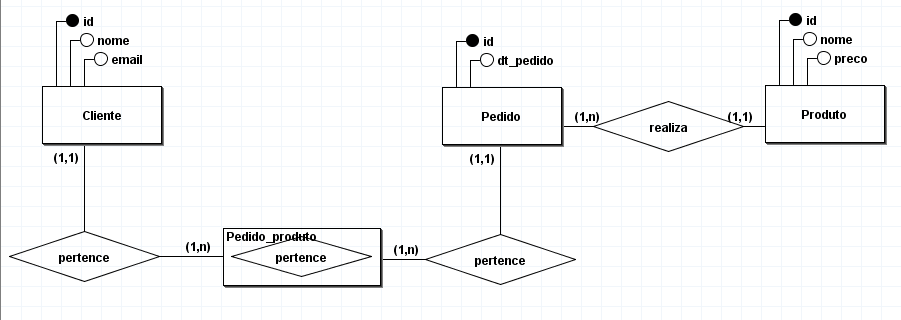 id
nome
email
Cliente
(1,1)
id
dt_pedido
Pedido
(1,1)
(1,n)
realiza
(1,1)
id
nome
preco
Produto
pertence
(1,n)
Pedido_produto
pertence
(1,n)
pertence